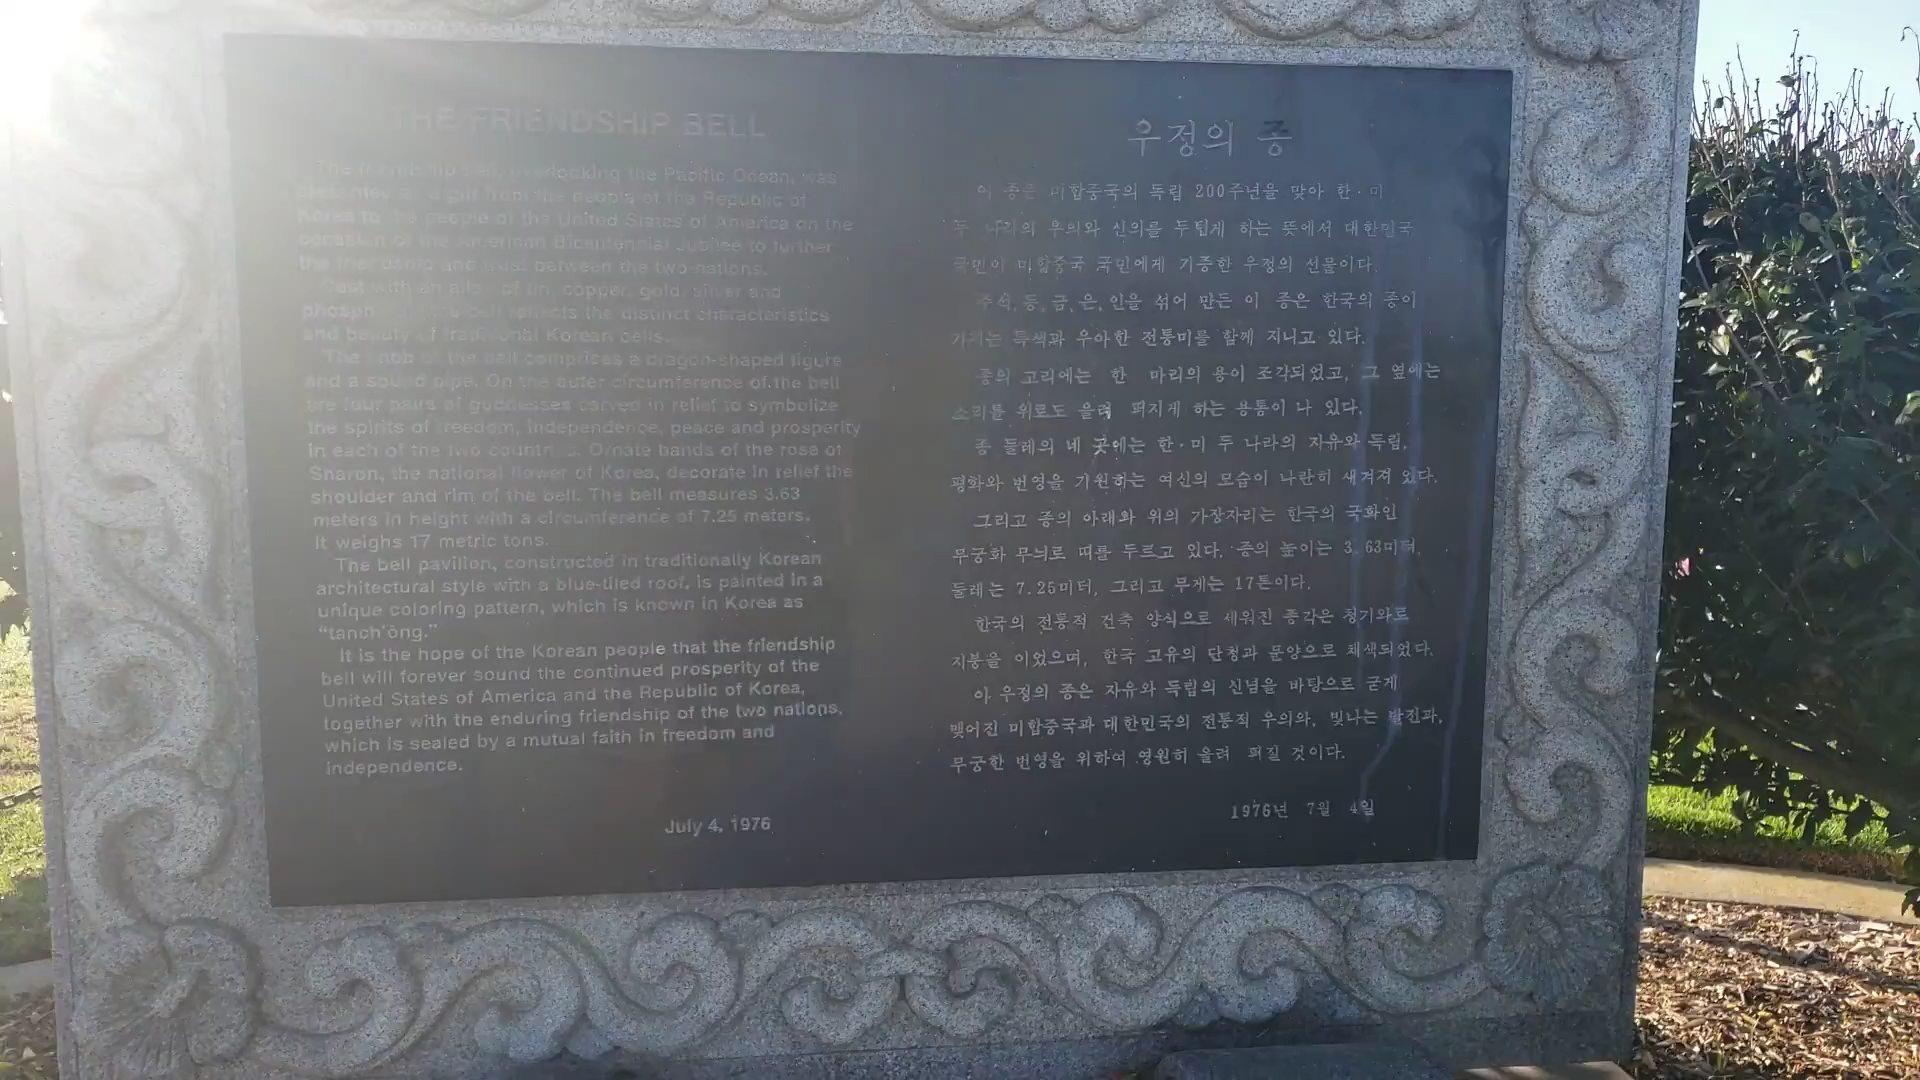 THE FRIENDSHIP BELL
The friendship bell, overlooking the Pacific Ocean, was
presented as a gift from the people of the Republic of
Korea to the people of the United States of America on the
occasion of the American Bicentennial Jubilee to further
the friendship and trust between the two nations.
Cast with an alloy of tin, copper, gold, silver and
phosphorous, the bell reflects the distinct characteristics
and beauty of traditional Korean bells.
The knob of the bell comprises a dragon-shaped figure
and a sound pipe. On the outer circumference of the bell
are four pairs of goddesses carved in relief to symbolize
the spirits of freedom, independence, peace and prosperity
in each of the two countries. Ornate bands of the rose of
Sharon, the national flower of Korea, decorate in relief the
shoulder and rim of the bell. The bell measures 3.63
meters in height with a circumference of 7.25 meters.
It weighs 17 metric tons.
The bell pavilion, constructed in traditionally Korean
architectural style with a blue-tiled roof, is painted in a
unique coloring pattern, which is known in Korea as
“tanch’ŏng.”
It is the hope of the Korean people that the friendship
bell will forever sound the continued prosperity of the
United States of America and the Republic of Korea,
together with the enduring friendship of the two nations,
which is sealed by a mutual faith in freedom and
independence.
July 4, 1976
우정의 종
이 종은 미합중국의 독립 200주년을 맞아 한·미
두 나라의 우의와 신의를 두텁게 하는 뜻에서 대한민국
국민이 미합중국 국민에게 기증한 우정의 선물이다.
주석, 동, 금, 은, 인을 섞어 만든 이 종은 한국의 종이
가지는 특색과 우아한 전통미를 함께 지니고 있다.
종의 고리에는 한 마리의 용이 조각되었고, 그 옆에는
소리를 위로도 울려 퍼지게 하는 용통이 나 있다.
종 둘레의 네 곳에는 한·미 두 나라의 자유와 독립,
평화와 번영을 기원하는 여신의 모습이 나란히 새겨져 있다.
그리고 종의 아래와 위의 가장자리는 한국의 국화인
무궁화 무늬로 띠를 두르고 있다. 종의 높이는 3.63미터,
둘레는 7.25미터, 그리고 무게는 17톤이다.
한국의 전통적 건축 양식으로 세워진 종각은 청기와로
지붕을 이었으며, 한국 고유의 단청과 문양으로 채색되었다.
아 우정의 종은 자유와 독립의 신념을 바탕으로 굳게
맺어진 미합중국과 대한민국의 전통적 우의와, 빛나는 발전과,
무궁한 번영을 위하여 영원히 울려 퍼질 것이다.
1976년 7월 4일